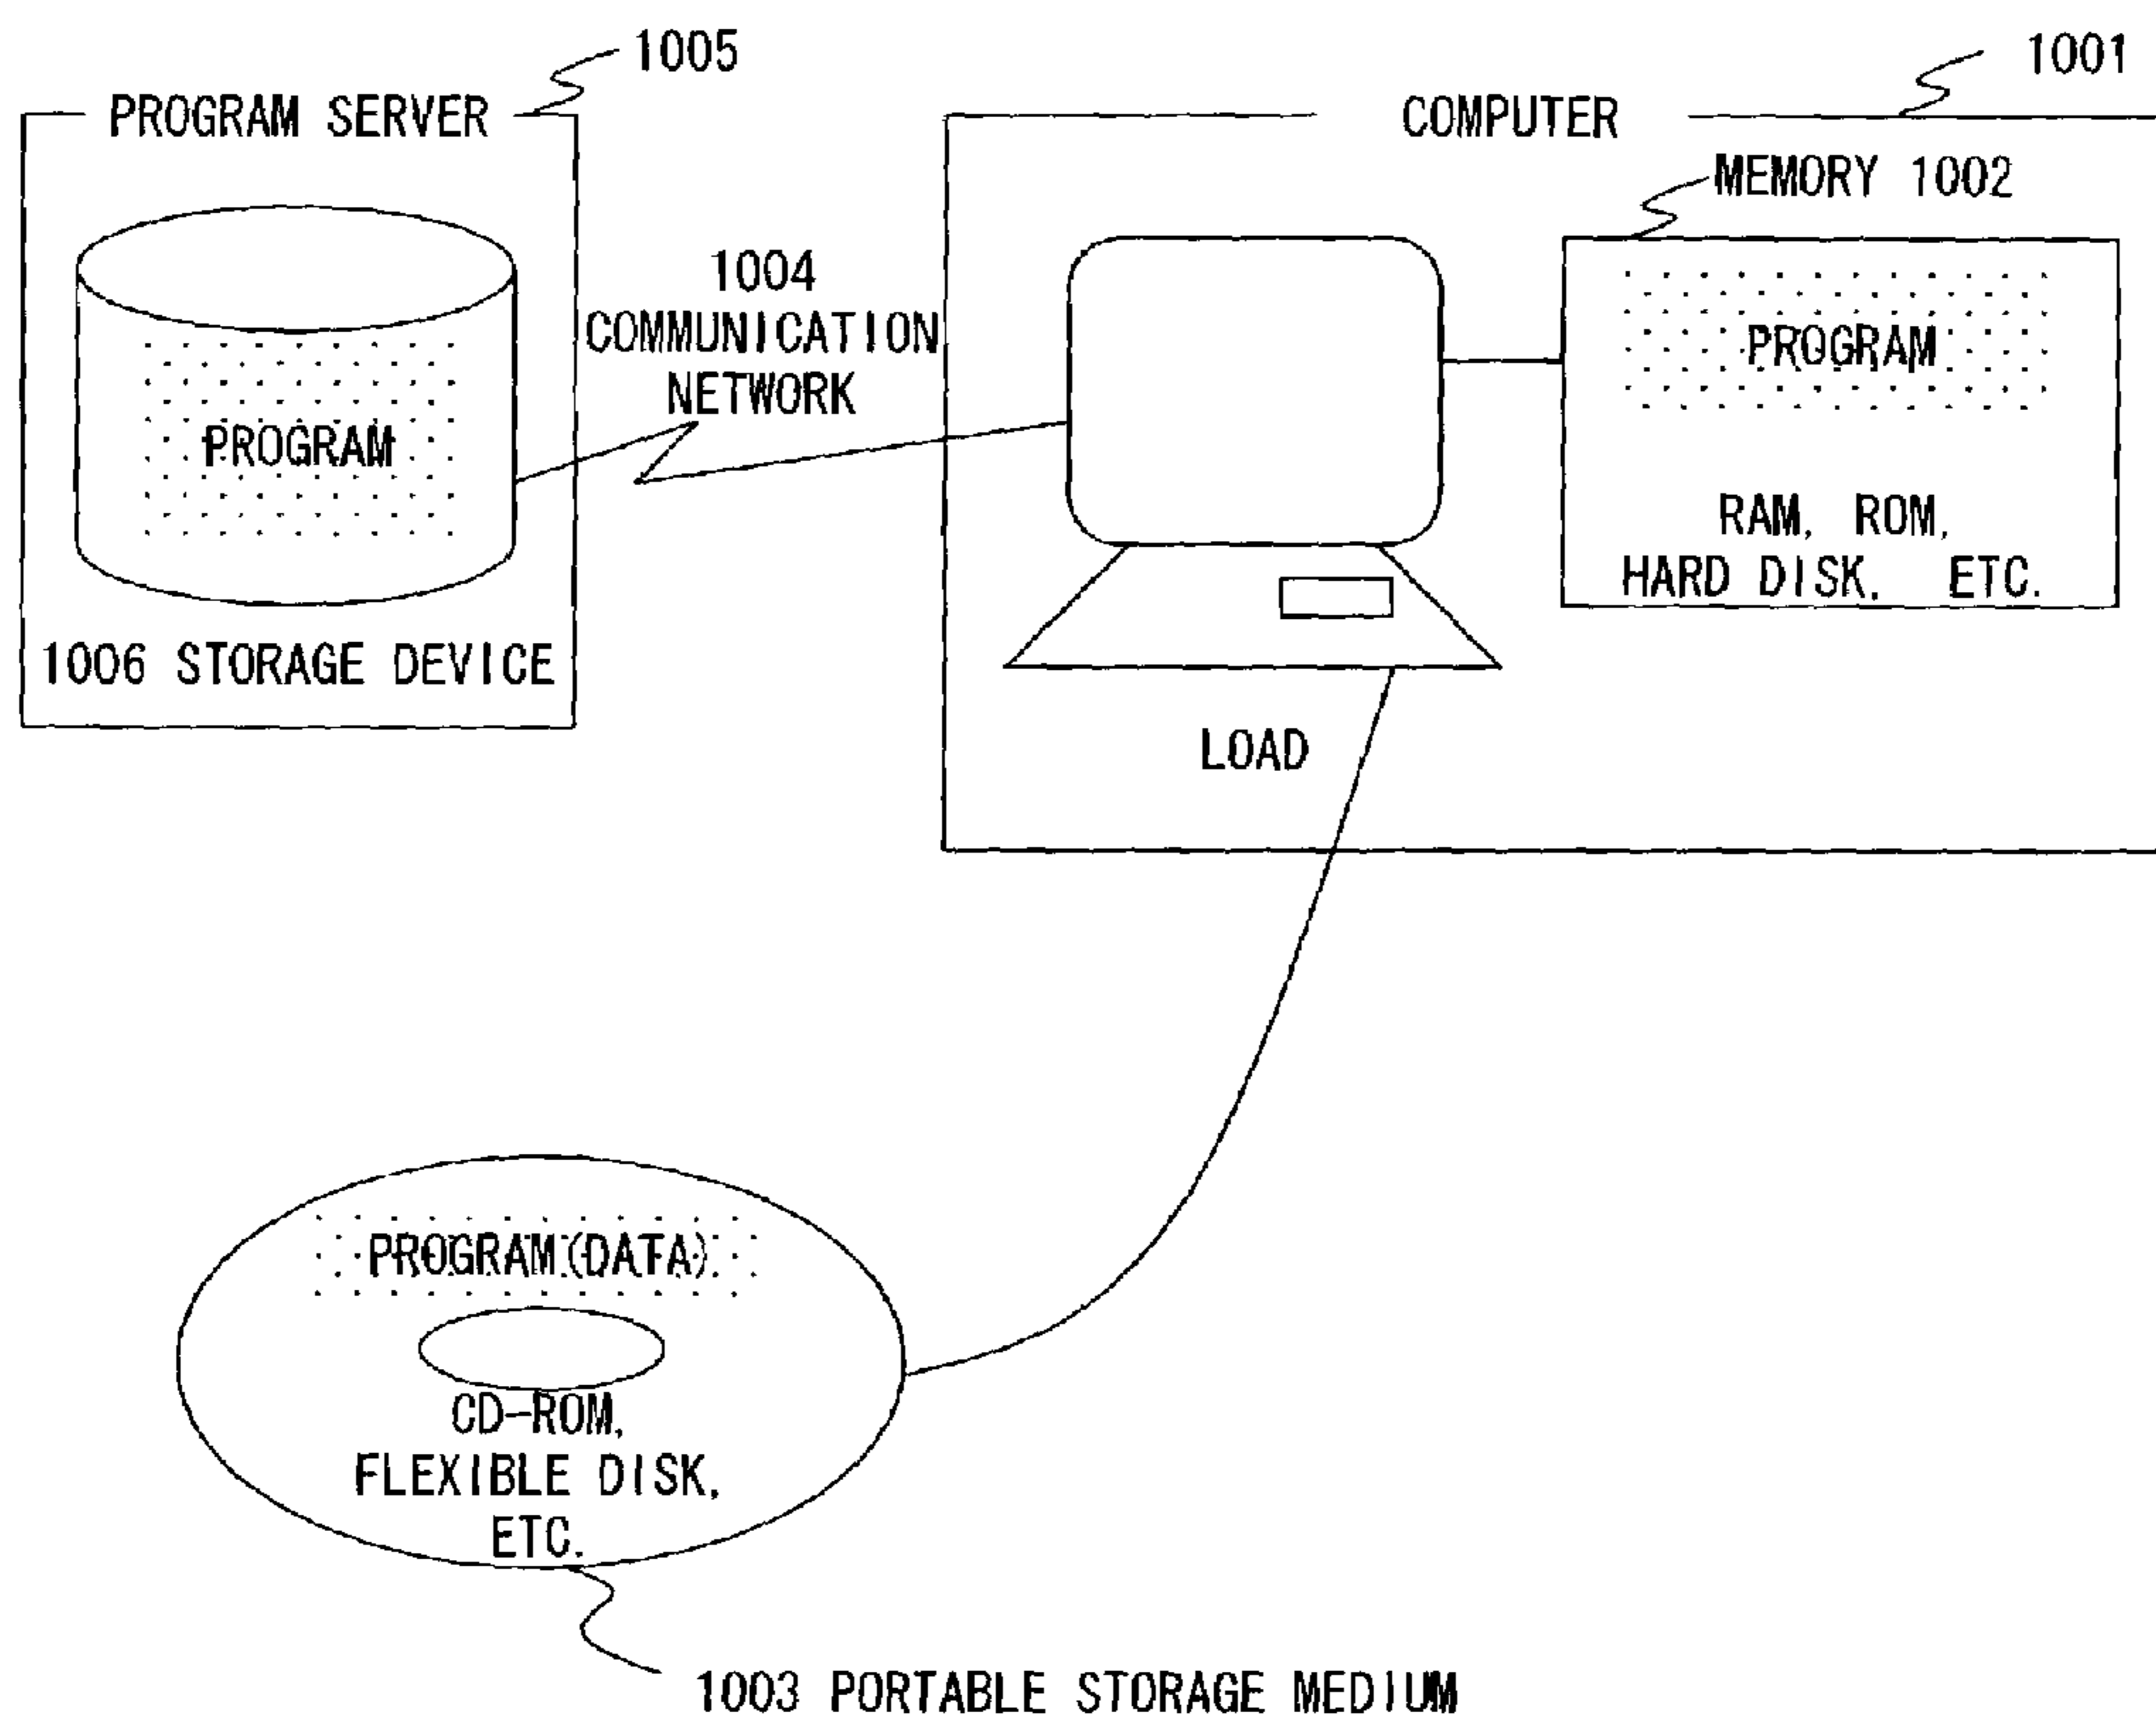 1005
PROGRAM SERVER
PROGRAM
1006 STORAGE DEVICE
1004
COMMUNICATION
NETWORK
1001
COMPUTER
MEMORY 1002
PROGRAM
RAM, ROM,
HARD DISK, ETC.
LOAD
PROGRAM(DATA)
CD-ROM,
FLEXIBLE DISK,
ETC.
1003 PORTABLE STORAGE MEDIUM